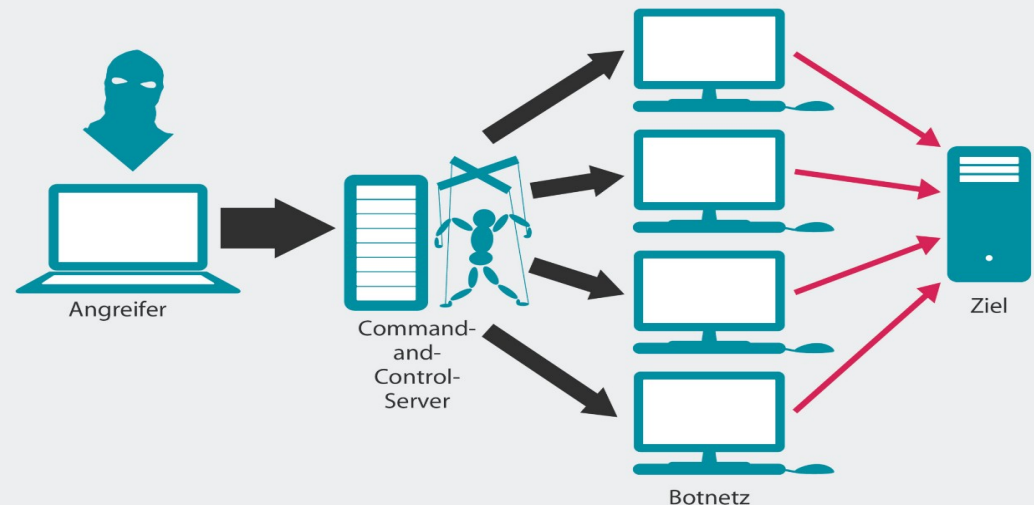 Angreifer
Command-
and-
Control-
Server
Botnetz
Ziel